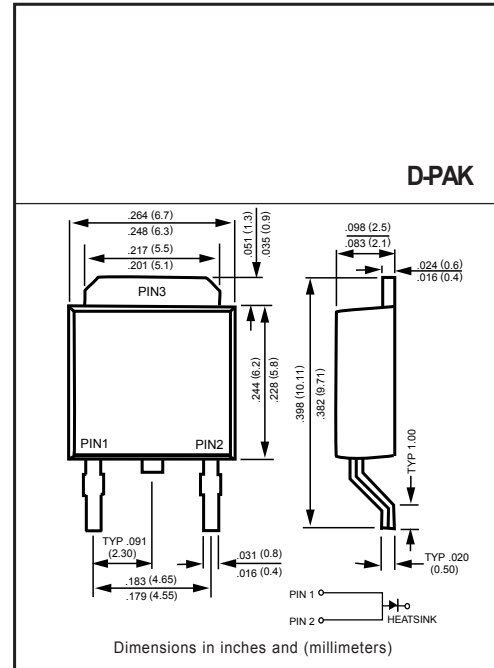 D-PAK
.264 (6.7)
.248 (6.3)
.217 (5.5)
.201 (5.1)
.051 (1.3)
.035 (0.9)
PIN3
.244 (6.2)
.228 (5.8)
PIN1
PIN2
TYP .091
(2.30)
.031 (0.8)
.016 (0.4)
.183 (4.65)
.179 (4.55)
.098 (2.5)
.083 (2.1)
.024 (0.6)
.016 (0.4)
.398 (10.11)
.382 (9.71)
TYP 1.00
TYP .020
(0.50)
PIN 1
PIN 2
HEATSINK
Dimensions in inches and (millimeters)